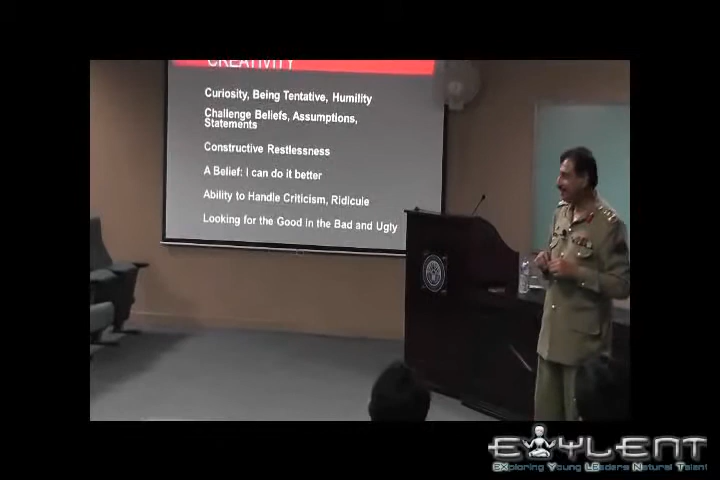 CREATIVITY
Curiosity, Being Tentative, Humility
Challenge Beliefs, Assumptions,
Statements
Constructive Restlessness
A Belief: I can do it better
Ability to Handle Criticism, Ridicule
Looking for the Good in the Bad and Ugly
EXYLENT
EXploring Young LEaders Natural Talent